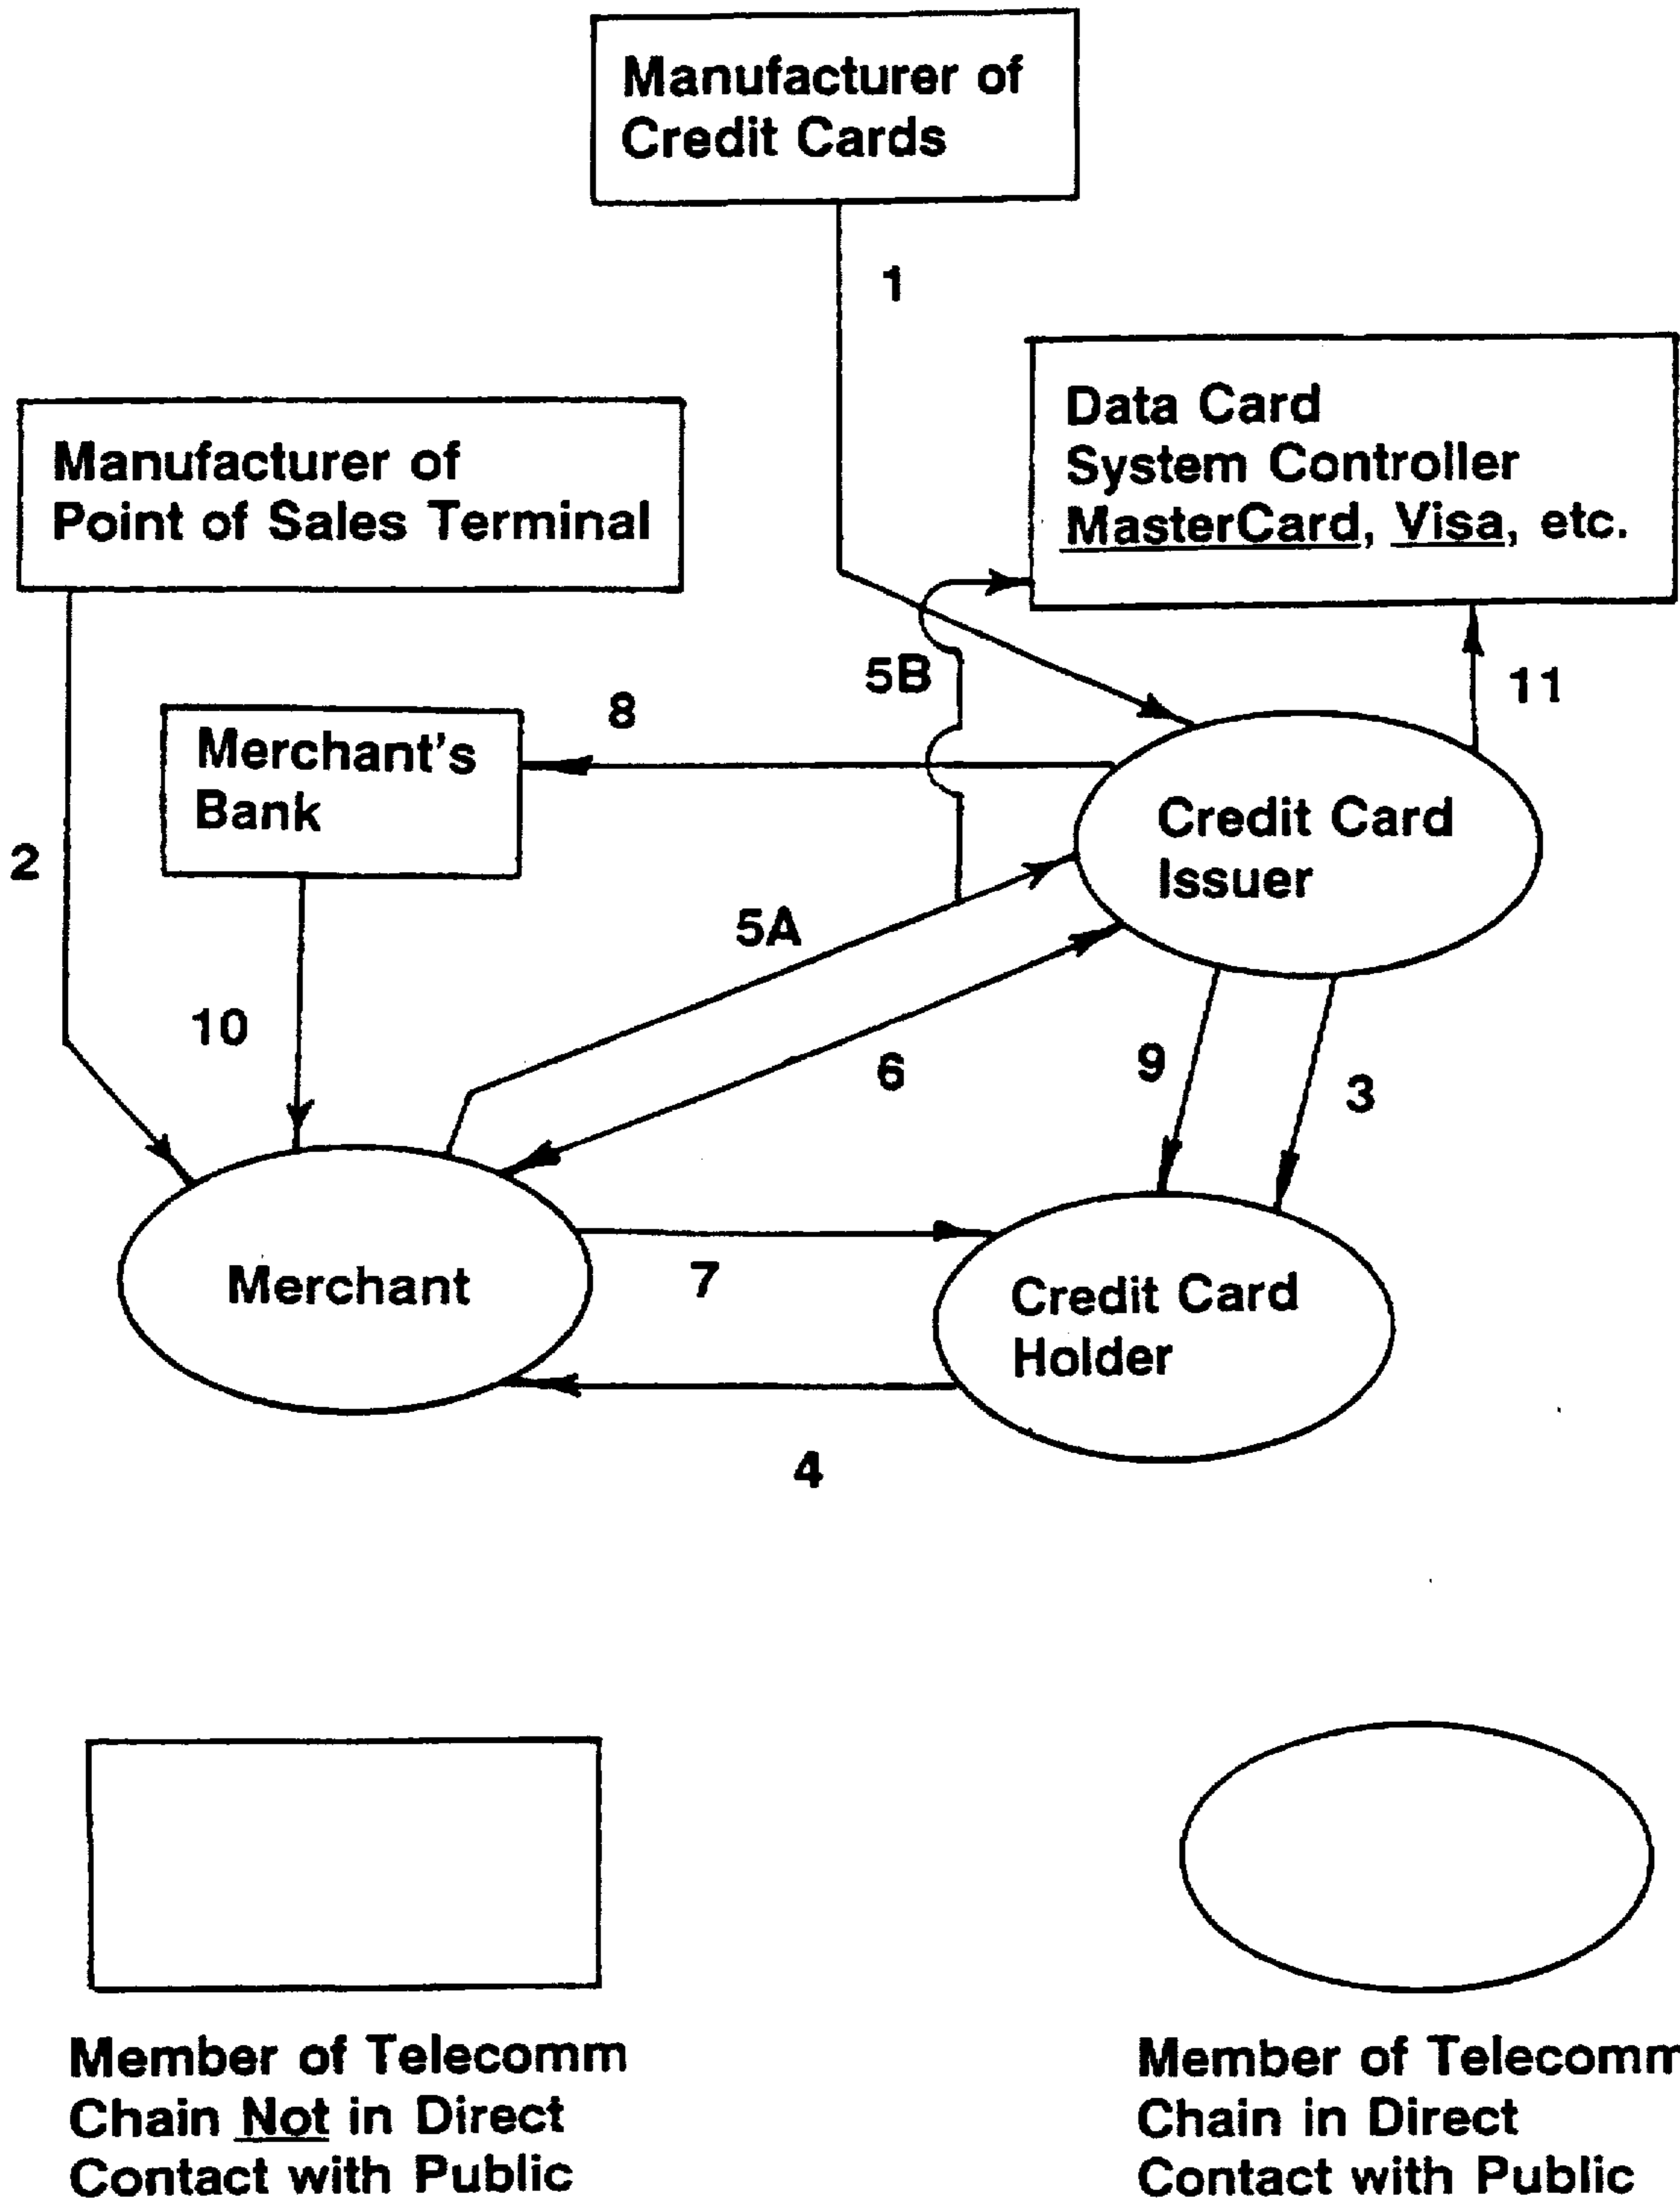 Manufacturer of
Credit Cards
1
Data Card
System Controller
MasterCard, Visa, etc.
Manufacturer of
Point of Sales Terminal
5B
11
8
Merchant's
Bank
Credit Card
Issuer
2
5A
10
6
9
3
Merchant
7
Credit Card
Holder
4
Member of Telecomm
Chain Not in Direct
Contact with Public
Member of Telecomm
Chain in Direct
Contact with Public